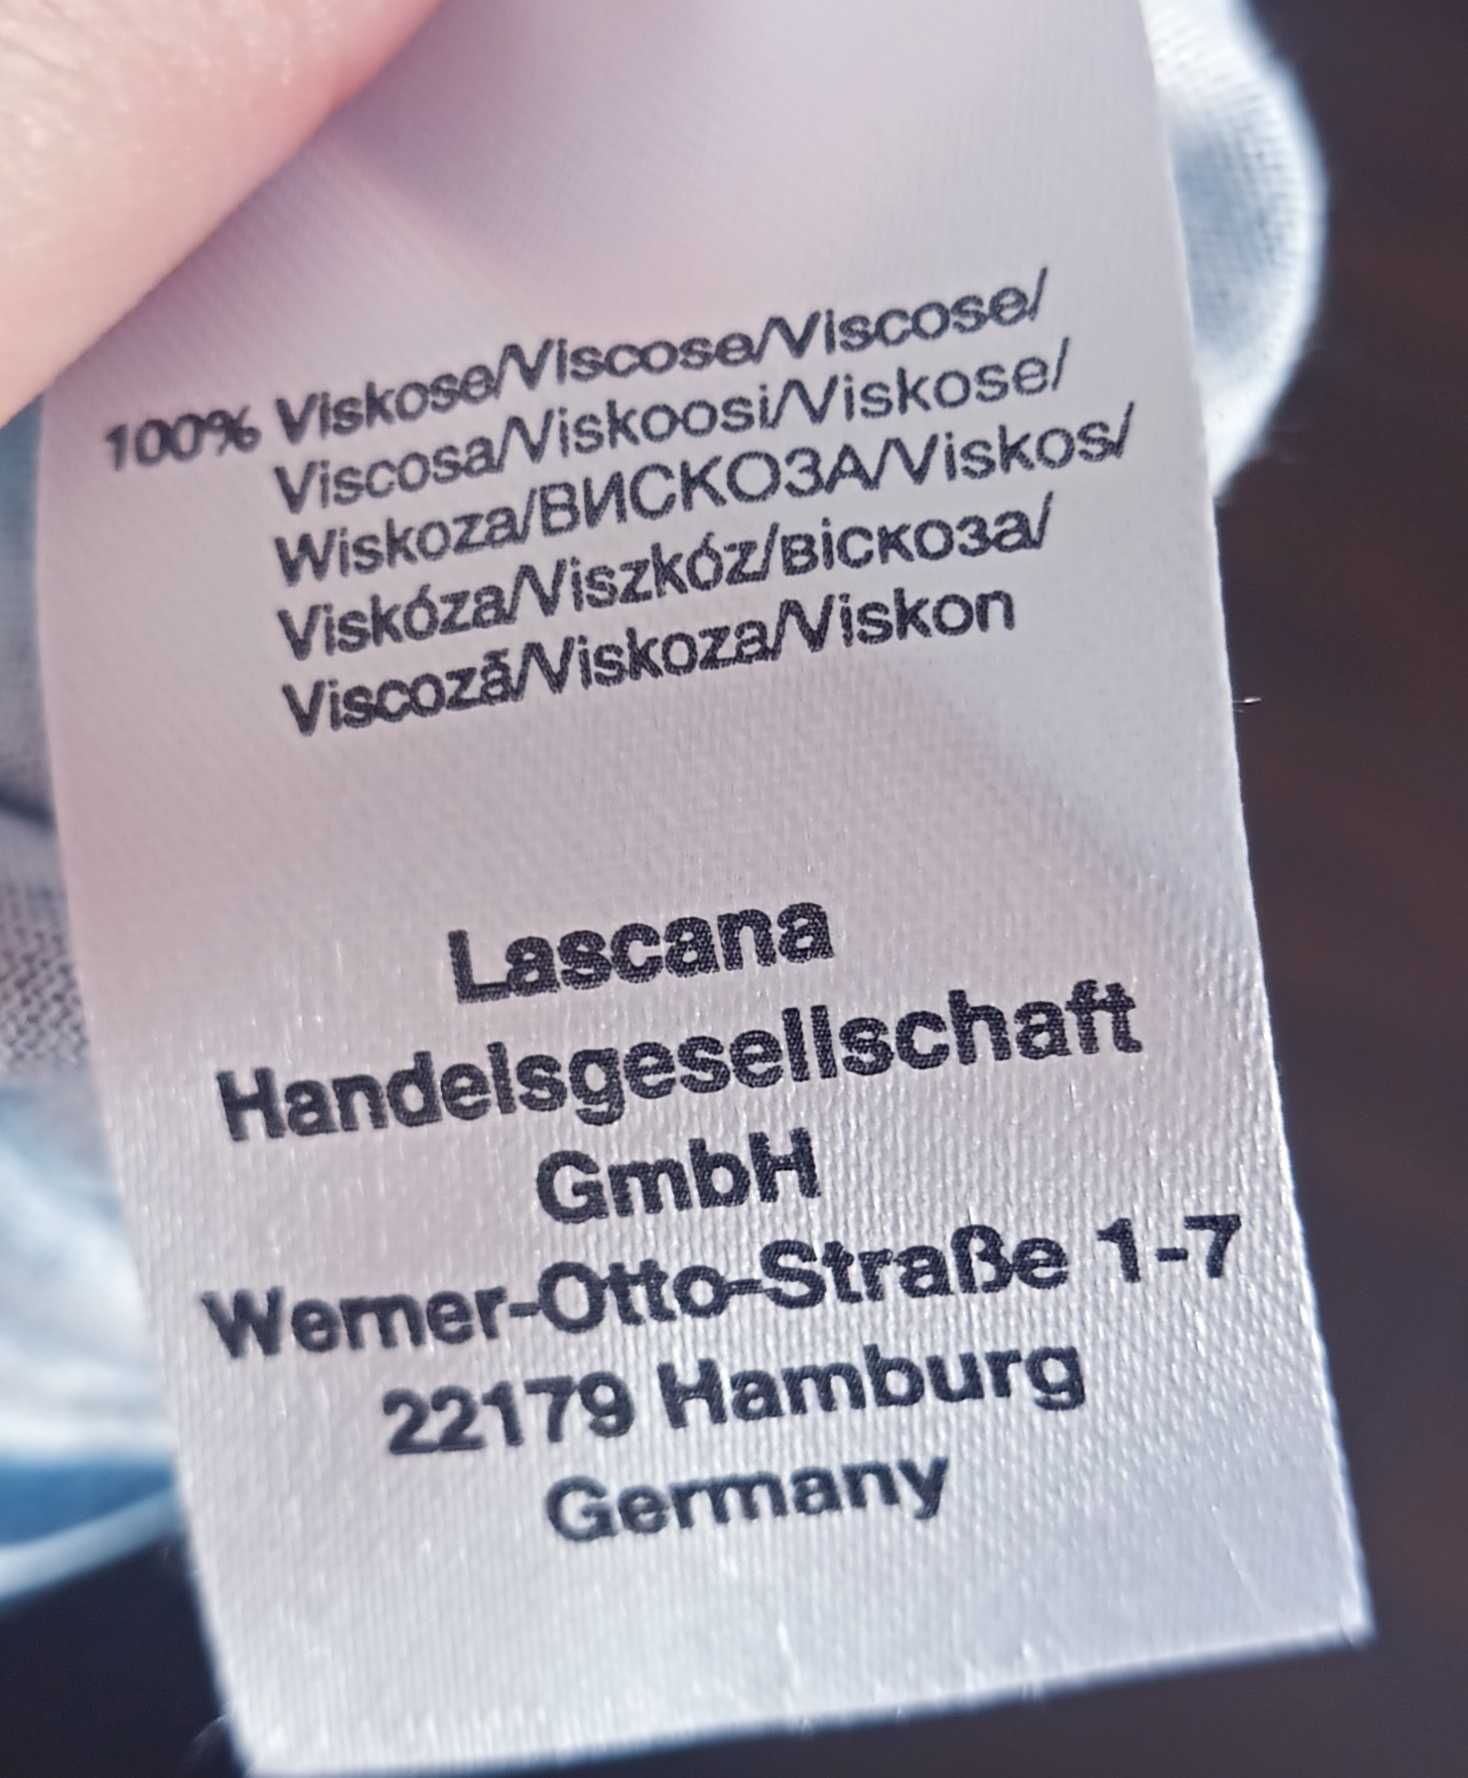 100% Viskose/Viscose/Viscose/
Viscosa/Viskoosi/Viskose/
Wiskoza/ВИСКОЗА/Viskos/
Viskóza/Viszkóz/вiскоза/
Viscoză/Viskoza/Viskon
Lascana
Handelsgesellschaft
GmbH
Werner-Otto-Straße 1-7
22179 Hamburg
Germany